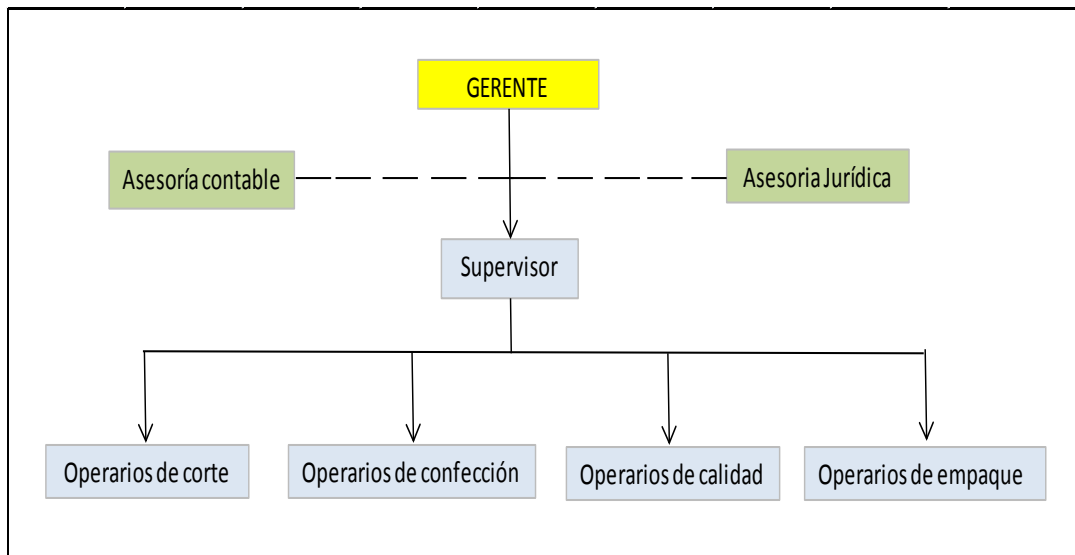 GERENTE
Asesoría contable
Asesoria Jurídica
Supervisor
Operarios de corte
Operarios de confección
Operarios de calidad
Operarios de empaque